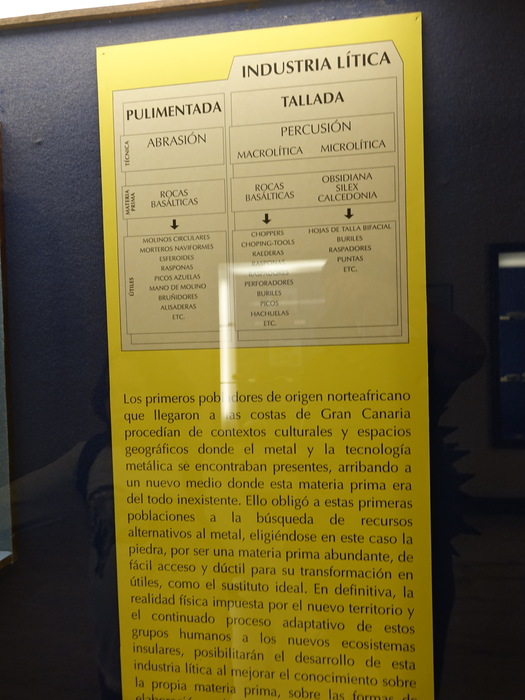 INDUSTRIA LÍTICA
PULIMENTADA
TALLADA
TÉCNICA
ABRASIÓN
PERCUSIÓN
MACROLÍTICA MICROLÍTICA
MATERIA PRIMA
ROCAS
BASÁLTICAS
ROCAS
BASÁLTICAS
OBSIDIANA
SILEX
CALCEDONIA
ÚTILES
MOLINOS CIRCULARES
MORTEROS NAVIFORMES
ESFEROIDES
RASPONAS
PICOS AZUELAS
MANO DE MOLINO
BRUÑIDORES
ALISADERAS
ETC.
CHOPPERS
CHOPING-TOOLS
RAEDERAS
RASPONAS
RASPADORES
PERFORADORES
BURILES
PICOS
HACHUELAS
ETC.
HOJAS DE TALLA BIFACIAL
BURILES
RASPADORES
PUNTAS
ETC.
Los primeros pobladores de origen norteafricano
que llegaron a las costas de Gran Canaria
procedían de contextos culturales y espacios
geográficos donde el metal y la tecnología
metálica se encontraban presentes, arribando a
un nuevo medio donde esta materia prima era
del todo inexistente. Ello obligó a estas primeras
poblaciones a la búsqueda de recursos
alternativos al metal, eligiéndose en este caso la
piedra, por ser una materia prima abundante, de
fácil acceso y dúctil para su transformación en
útiles, como el sustituto ideal. En definitiva, la
realidad física impuesta por el nuevo territorio y
el continuado proceso adaptativo de estos
grupos humanos a los nuevos ecosistemas
insulares, posibilitarán el desarrollo de esta
industria lítica al mejorar el conocimiento sobre
la propia materia prima, sobre las formas de